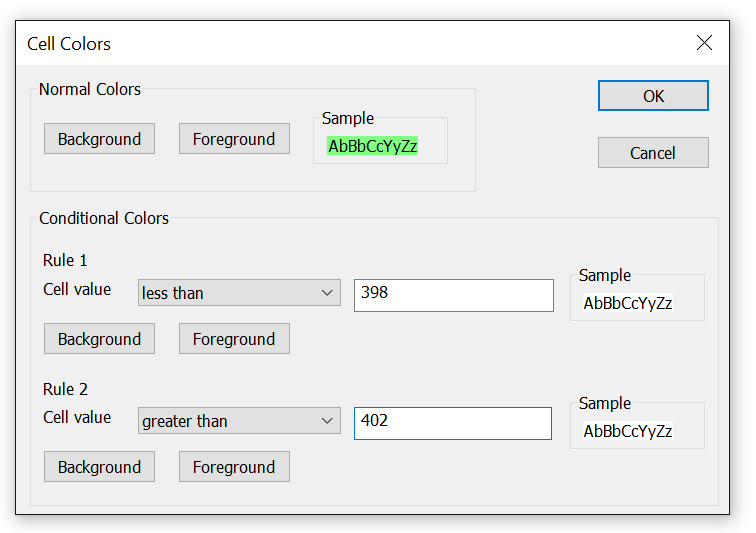 Cell Colors
Normal Colors
OK
Sample
Background
Foreground
AbBbCcYyZz
Cancel
Conditional Colors
Rule 1
Cell value
less than
398
Sample
AbBbCcYyZz
Background
Foreground
Rule 2
Cell value
greater than
402
Sample
AbBbCcYyZz
Background
Foreground